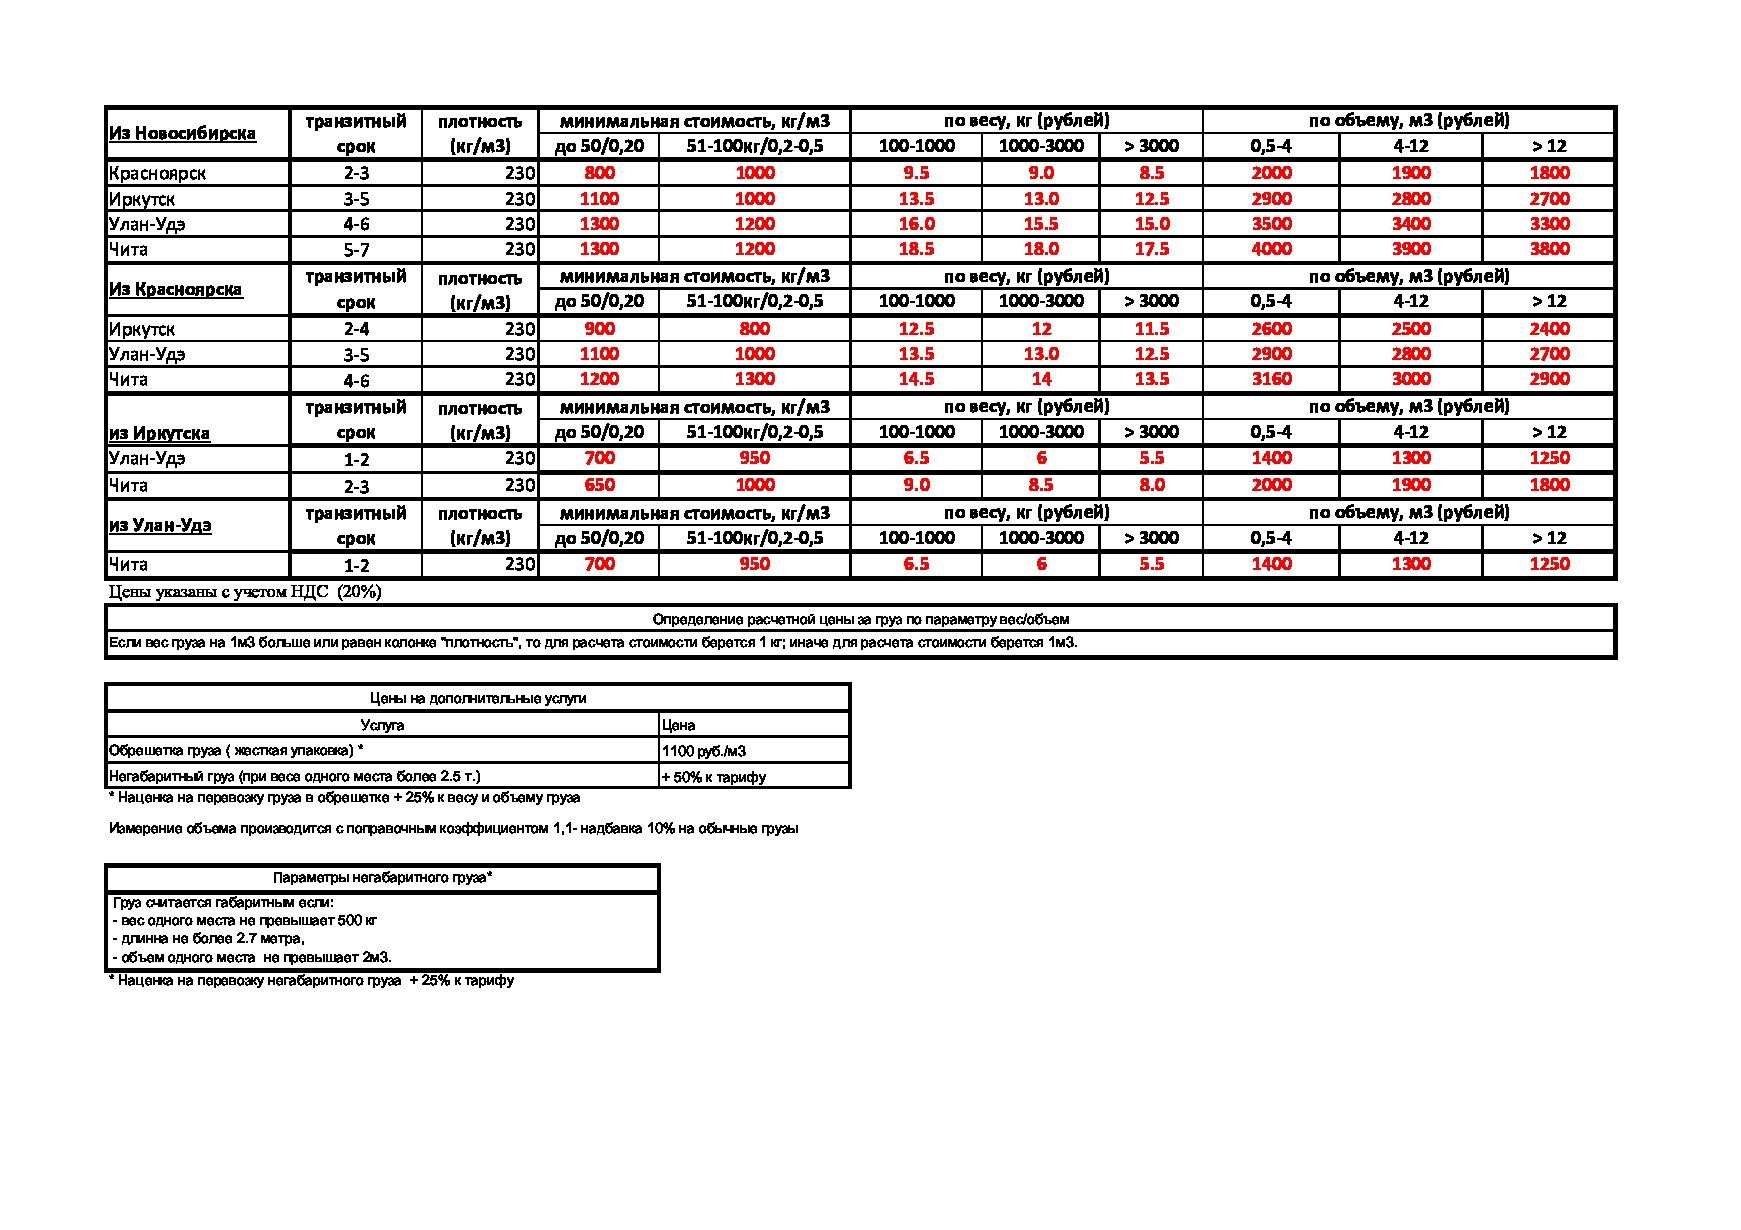 Из Новосибирска транзитный срок плотность (кг/м3) минимальная стоимость, кг/м3 по весу, кг (рублей) по объему, м3 (рублей)
до 50/0,20 51-100кг/0,2-0,5 100-1000 1000-3000 > 3000 0,5-4 4-12 > 12
Красноярск 2-3 230 800 1000 9.5 9.0 8.5 2000 1900 1800
Иркутск 3-5 230 1100 1000 13.5 13.0 12.5 2900 2800 2700
Улан-Удэ 4-6 230 1300 1200 16.0 15.5 15.0 3500 3400 3300
Чита 5-7 230 1300 1200 18.5 18.0 17.5 4000 3900 3800
Из Красноярска транзитный срок плотность (кг/м3) минимальная стоимость, кг/м3 по весу, кг (рублей) по объему, м3 (рублей)
до 50/0,20 51-100кг/0,2-0,5 100-1000 1000-3000 > 3000 0,5-4 4-12 > 12
Иркутск 2-4 230 900 800 12.5 12 11.5 2600 2500 2400
Улан-Удэ 3-5 230 1100 1000 13.5 13.0 12.5 2900 2800 2700
Чита 4-6 230 1200 1300 14.5 14 13.5 3160 3000 2900
из Иркутска транзитный срок плотность (кг/м3) минимальная стоимость, кг/м3 по весу, кг (рублей) по объему, м3 (рублей)
до 50/0,20 51-100кг/0,2-0,5 100-1000 1000-3000 > 3000 0,5-4 4-12 > 12
Улан-Удэ 1-2 230 700 950 6.5 6 5.5 1400 1300 1250
Чита 2-3 230 650 1000 9.0 8.5 8.0 2000 1900 1800
из Улан-Удэ транзитный срок плотность (кг/м3) минимальная стоимость, кг/м3 по весу, кг (рублей) по объему, м3 (рублей)
до 50/0,20 51-100кг/0,2-0,5 100-1000 1000-3000 > 3000 0,5-4 4-12 > 12
Чита 1-2 230 700 950 6.5 6 5.5 1400 1300 1250
Цены указаны с учетом НДС (20%)
Определение расчетной цены за груз по параметру вес/объем
Если вес груза на 1м3 больше или равен колонке "плотность", то для расчета стоимости берется 1 кг; иначе для расчета стоимости берется 1м3.
Цены на дополнительные услуги
Услуга Цена
Обрешетка груза ( жесткая упаковка) * 1100 руб./м3
Негабаритный груз (при весе одного места более 2.5 т.) + 50% к тарифу
* Наценка на перевозку груза в обрешетке + 25% к весу и объему груза
Измерение объема производится с поправочным коэффициентом 1,1- надбавка 10% на обычные грузы
Параметры негабаритного груза*
Груз считается габаритным если:
- вес одного места не превышает 500 кг
- длинна не более 2.7 метра,
- объем одного места не превышает 2м3.
* Наценка на перевозку негабаритного груза + 25% к тарифу